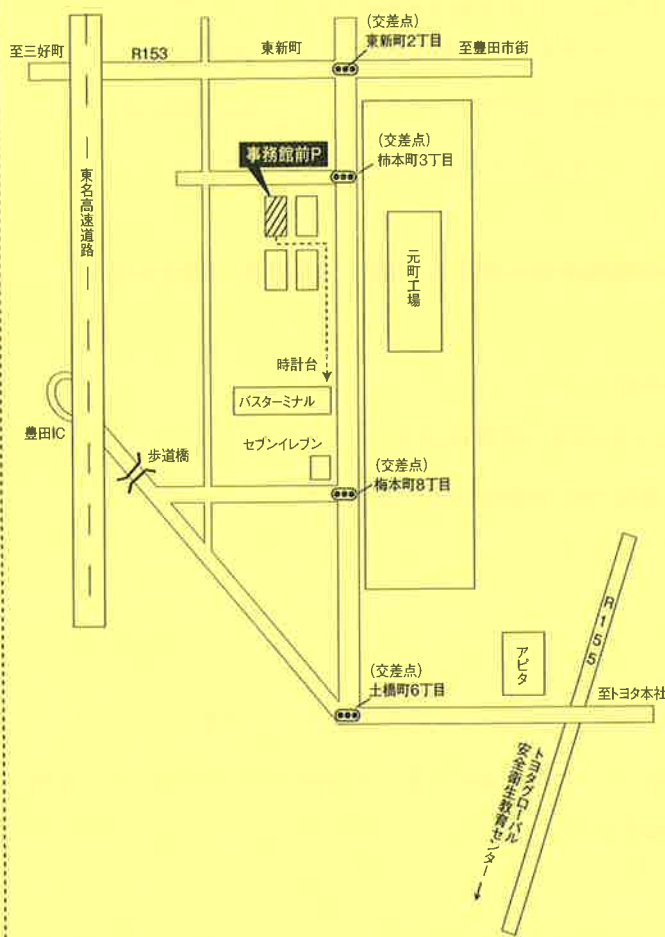 (交差点)
東新町2丁目
至三好町
R153
東新町
至豊田市街
(交差点)
柿本町3丁目
事務館前P
東名高速道路
元町工場
時計台
バスターミナル
豊田IC
歩道橋
セブンイレブン
(交差点)
梅本町8丁目
R155
アピタ
(交差点)
土橋町6丁目
至トヨタ本社
トヨタグローバル
安全衛生教育センター